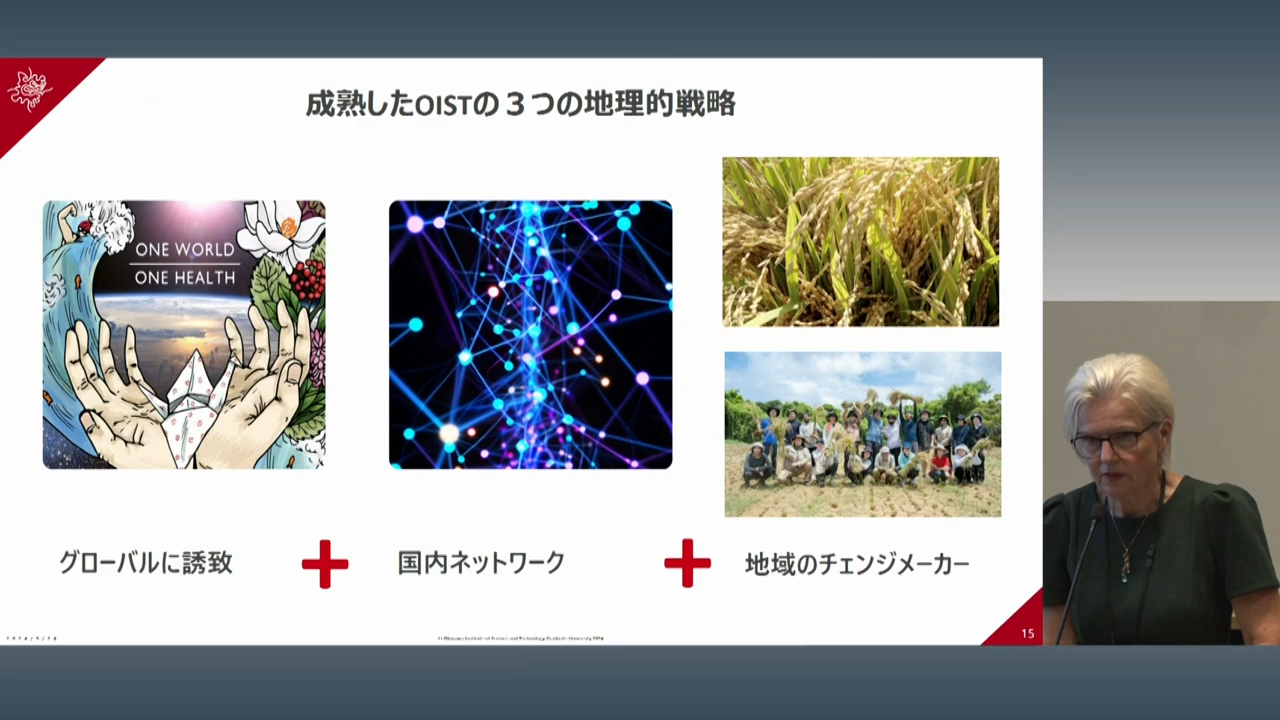 成熟したOISTの３つの地理的戦略
ONE WORLD
ONE HEALTH
グローバルに誘致
国内ネットワーク
地域のチェンジメーカー
15